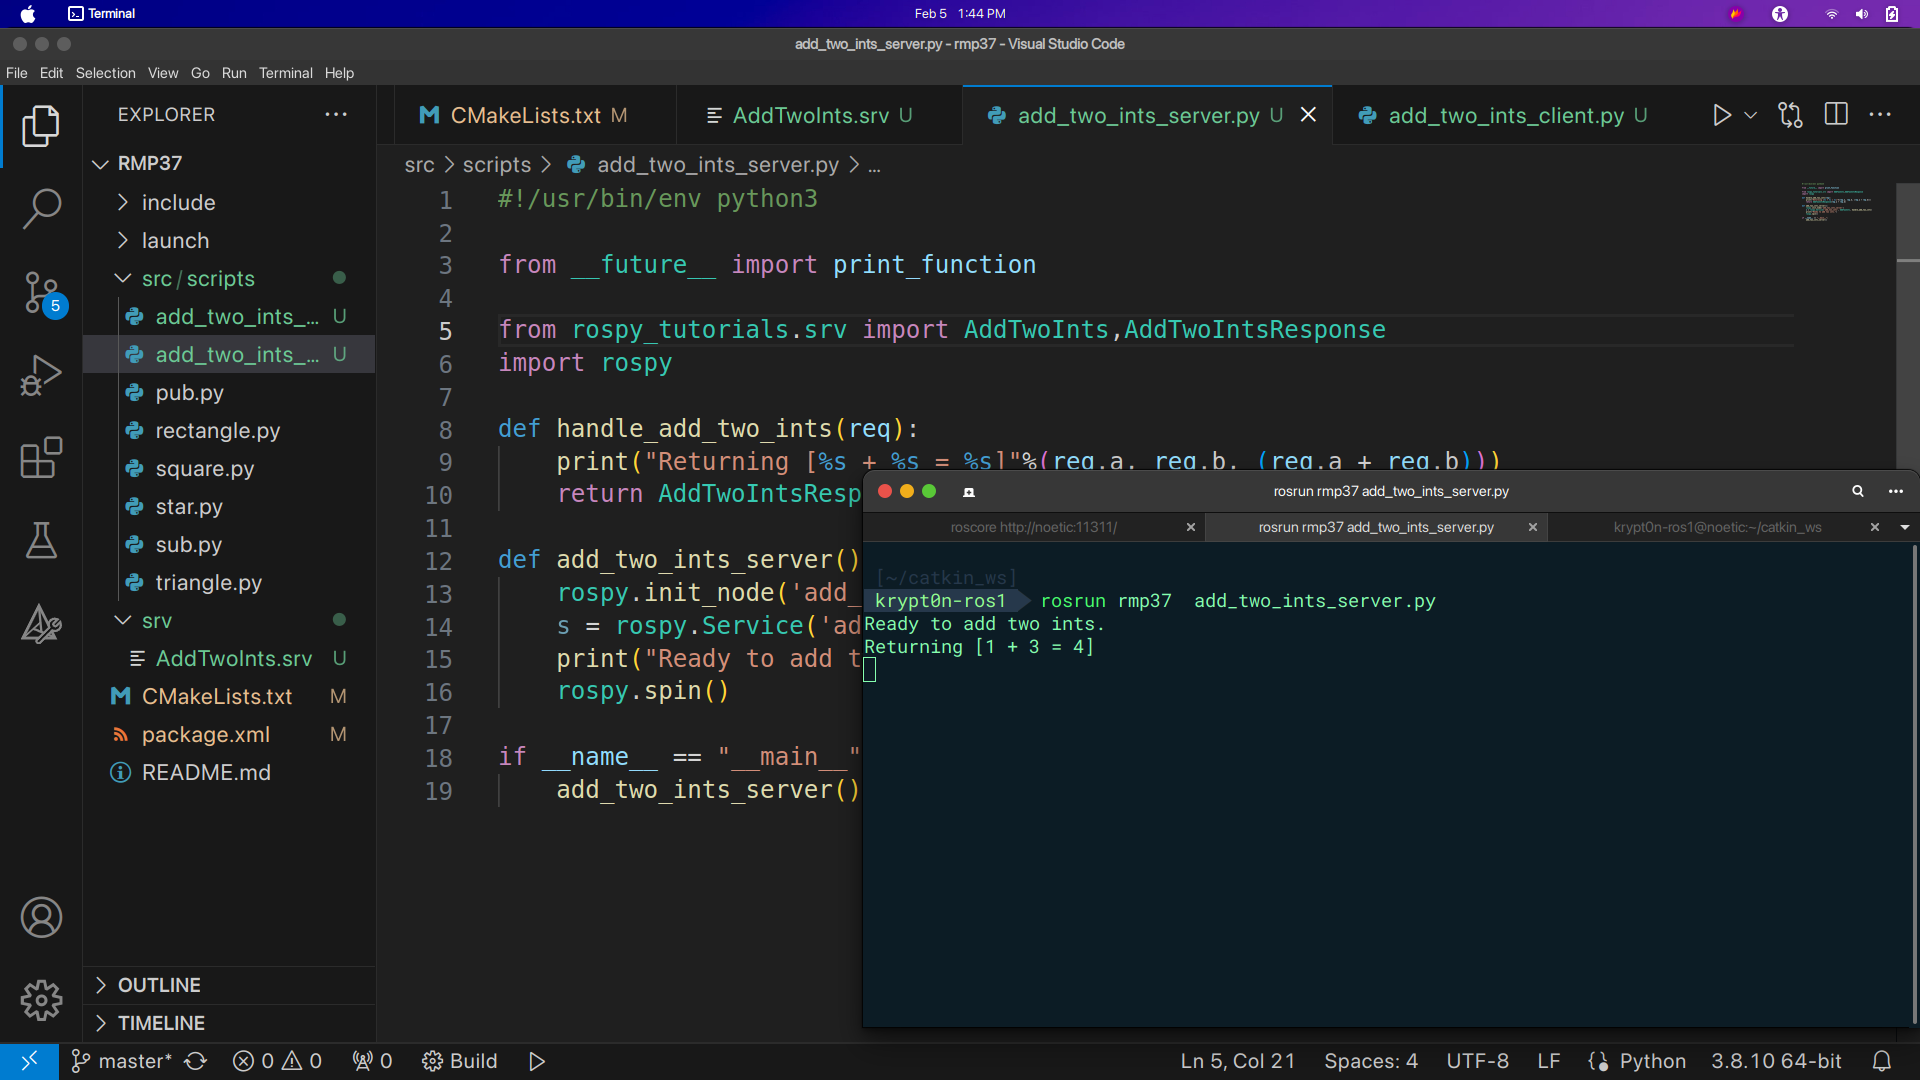 Terminal
Feb 5 1:44 PM
add_two_ints_server.py - rmp37 - Visual Studio Code
File Edit Selection View Go Run Terminal Help
EXPLORER
RMP37
include
launch
src / scripts
add_two_ints_... U
add_two_ints_... U
pub.py
rectangle.py
square.py
star.py
sub.py
triangle.py
srv
AddTwoInts.srv U
CMakeLists.txt M
package.xml M
README.md
OUTLINE
TIMELINE
5
CMakeLists.txt M
AddTwoInts.srv U
add_two_ints_server.py U
add_two_ints_client.py U
src > scripts > add_two_ints_server.py > ...
1 #!/usr/bin/env python3
2
3 from __future__ import print_function
4
5 from rospy_tutorials.srv import AddTwoInts,AddTwoIntsResponse
6 import rospy
7
8 def handle_add_two_ints(req):
9 print("Returning [%s + %s = %s]"%(req.a, req.b, (req.a + req.b)))
10 return AddTwoIntsResp
11
12 def add_two_ints_server()
13 rospy.init_node('add_
14 s = rospy.Service('ad
15 print("Ready to add t
16 rospy.spin()
17
18 if __name__ == "__main__"
19 add_two_ints_server()
rosrun rmp37 add_two_ints_server.py
roscore http://noetic:11311/
rosrun rmp37 add_two_ints_server.py
krypt0n-ros1@noetic:~/catkin_ws
[~/catkin_ws]
krypt0n-ros1 rosrun rmp37  add_two_ints_server.py
Ready to add two ints.
Returning [1 + 3 = 4]
master* 0 0 0 Build
Ln 5, Col 21 Spaces: 4 UTF-8 LF Python 3.8.10 64-bit